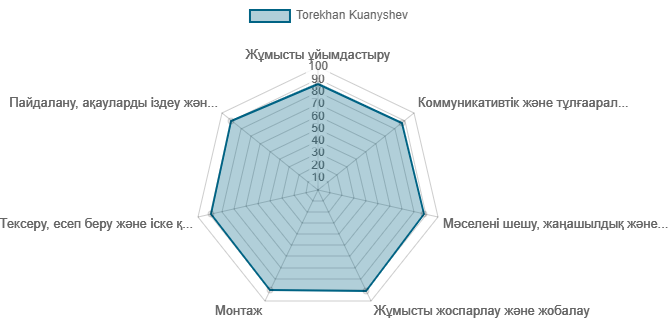 Torekhan Kuanyshev
Жұмысты ұйымдастыру
100
90
80
70
60
50
40
30
20
10
Пайдалану, ақауларды іздеу жән...
Коммуникативтік және тұлғаарал...
Тексеру, есеп беру және іске қ...
Мәселені шешу, жаңашылдық және...
Монтаж
Жұмысты жоспарлау және жобалау